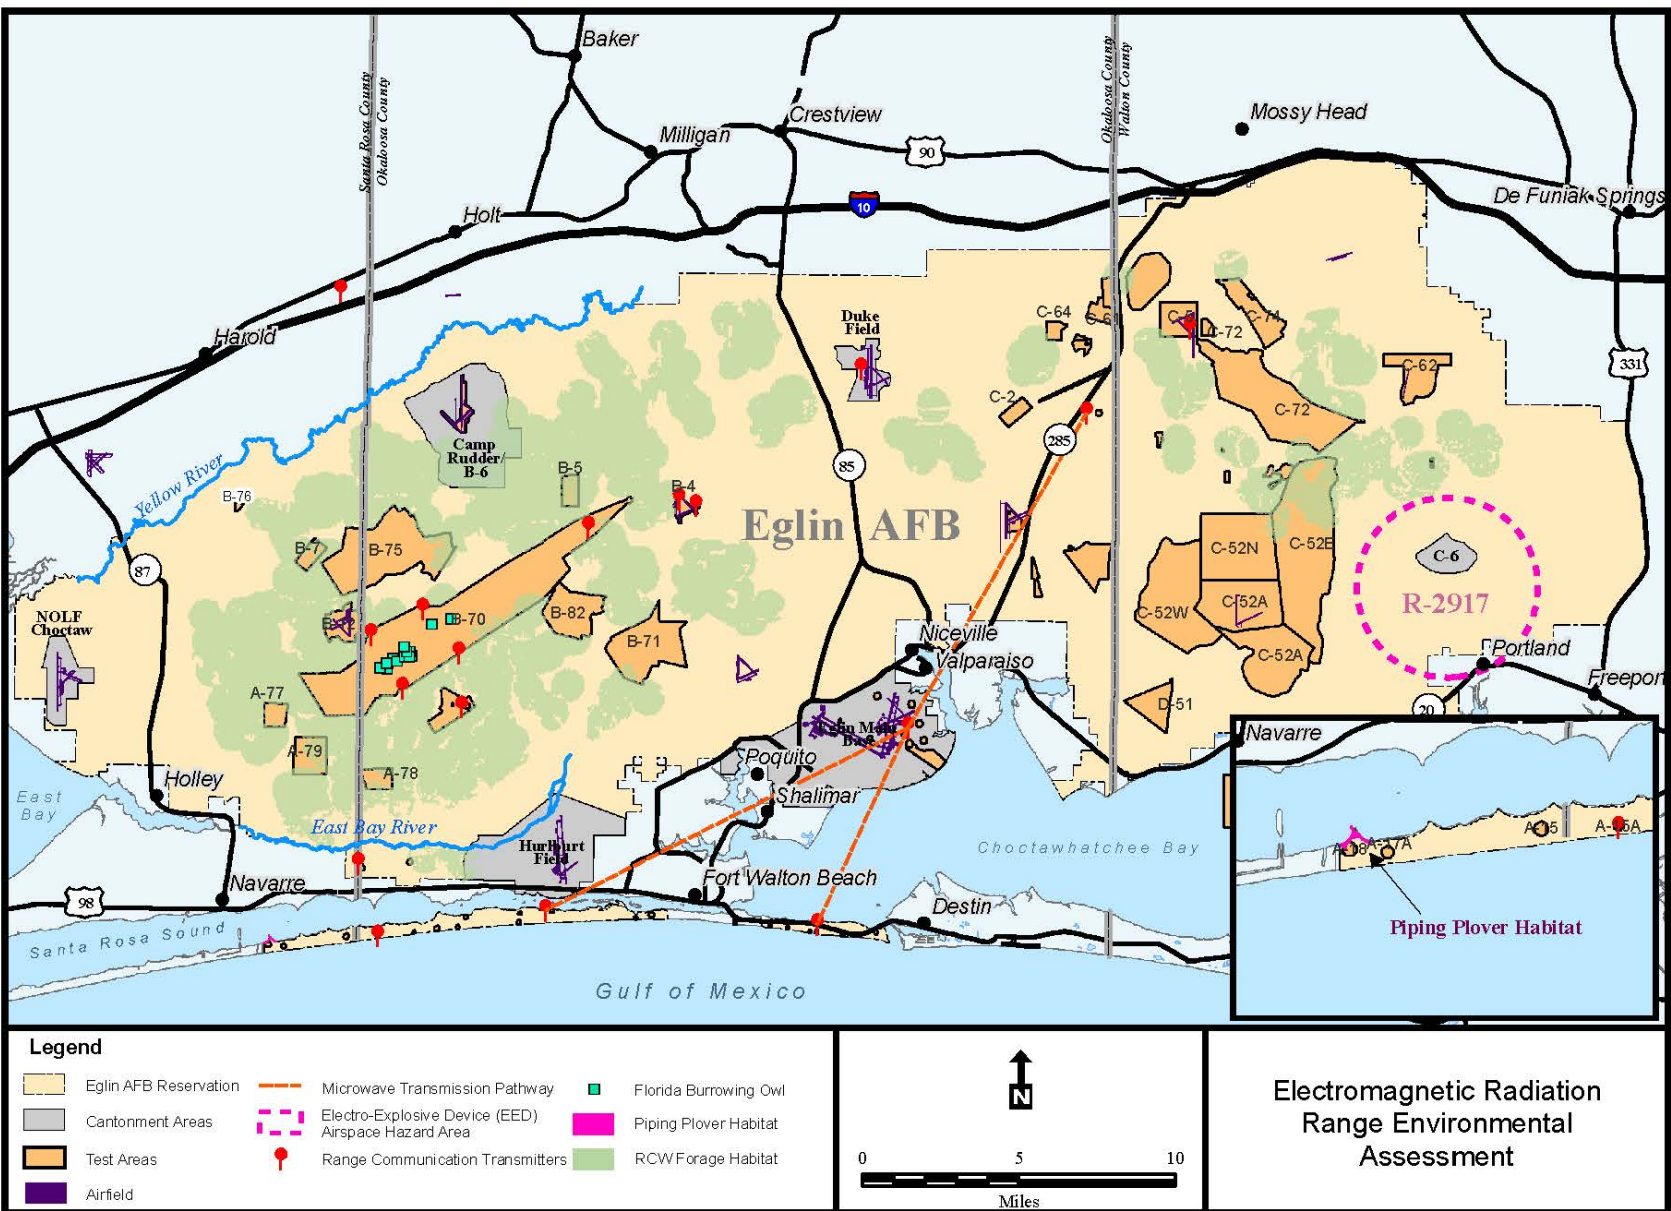 Baker
Santa Rosa County
Okaloosa County
Okaloosa County
Walton County
Crestview
Mossy Head
Milligan
90
De Funiak Springs
10
Holt
Harold
Duke
Field
C-64
C-74
C-72
331
C-62
C-2
C-72
Camp
Rudder/
B-6
285
85
B-5
B-4
Yellow River
B-76
Eglin AFB
B-7
B-75
C-52N
C-52E
C-6
87
R-2917
NOLF
Choctaw
B-70
B-82
C-52W
C-52A
B-71
Niceville
Valparaiso
C-52A
Portland
Freeport
A-77
D-51
20
Eglin Main
Base
A-79
Navarre
Poquito
A-78
Holley
Shalimar
East
Bay
East Bay River
A-15
A-15A
A-18
A-17A
Hurlburt
Field
Choctawhatchee Bay
Navarre
Fort Walton Beach
98
Destin
Piping Plover Habitat
Santa Rosa Sound
Gulf of Mexico
Legend
Eglin AFB Reservation
Cantonment Areas
Test Areas
Airfield
Microwave Transmission Pathway
Electro-Explosive Device (EED)
Airspace Hazard Area
Range Communication Transmitters
Florida Burrowing Owl
Piping Plover Habitat
RCW Forage Habitat
N
0 5 10
Miles
Electromagnetic Radiation
Range Environmental
Assessment